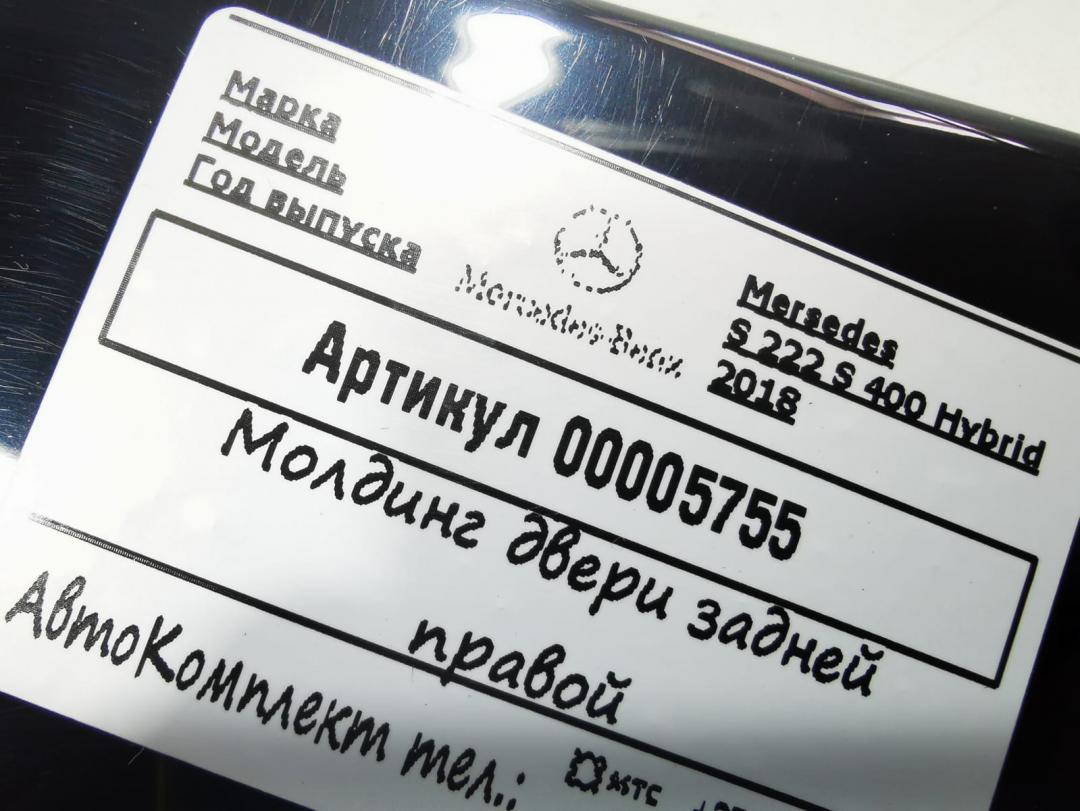 Марка
Модель
Год выпуска
Mercedes-Benz
Mersedes
S 222 S 400 Hybrid
2018
Артикул 00005755
Молдинг двери задней
правой
АвтоКомплект тел.:
мтс